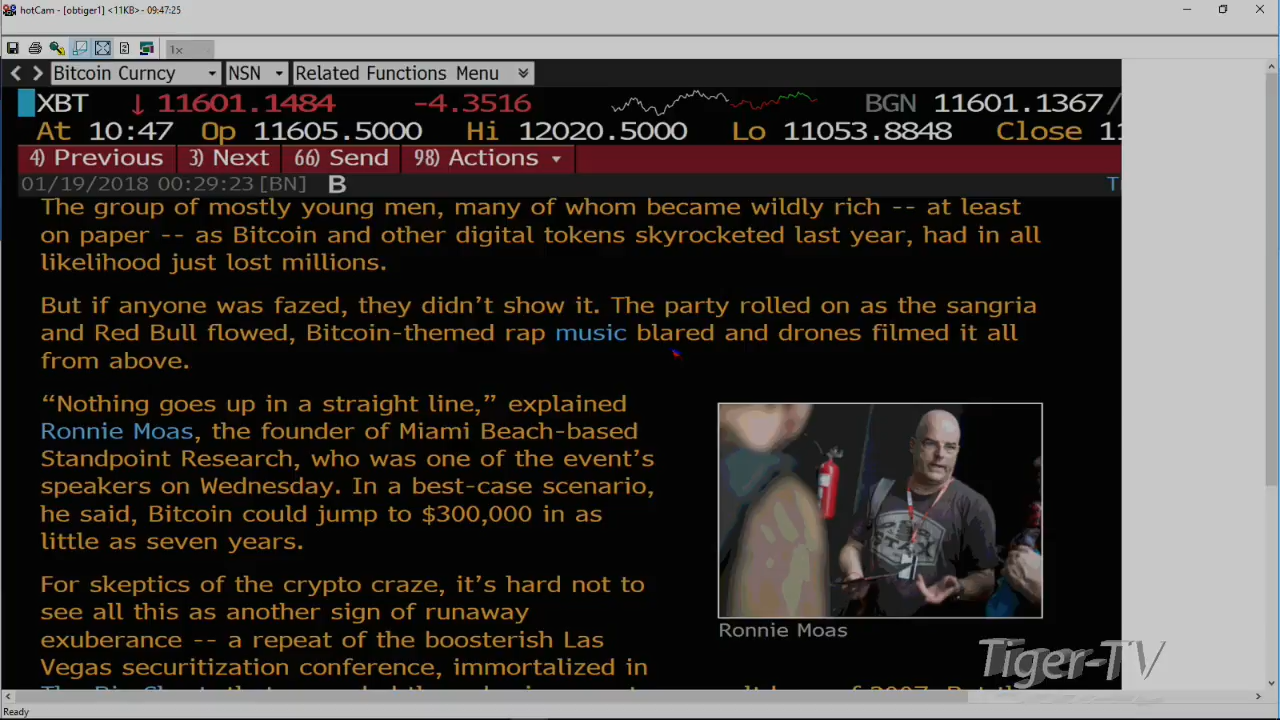 hotCam - [obtiger1] <11KB> - 09:47:25
1x
Bitcoin Curncy NSN Related Functions Menu
XBT ↓ 11601.1484 -4.3516 BGN 11601.1367/
At 10:47 Op 11605.5000 Hi 12020.5000 Lo 11053.8848 Close 11
4) Previous 3) Next 66) Send 98) Actions
01/19/2018 00:29:23 [BN] B
The group of mostly young men, many of whom became wildly rich -- at least
on paper -- as Bitcoin and other digital tokens skyrocketed last year, had in all
likelihood just lost millions.
But if anyone was fazed, they didn't show it. The party rolled on as the sangria
and Red Bull flowed, Bitcoin-themed rap music blared and drones filmed it all
from above.
“Nothing goes up in a straight line,” explained
Ronnie Moas, the founder of Miami Beach-based
Standpoint Research, who was one of the event's
speakers on Wednesday. In a best-case scenario,
he said, Bitcoin could jump to $300,000 in as
little as seven years.
Ronnie Moas
For skeptics of the crypto craze, it's hard not to
see all this as another sign of runaway
exuberance -- a repeat of the boosterish Las
Vegas securitization conference, immortalized in
Tiger-TV
Ready